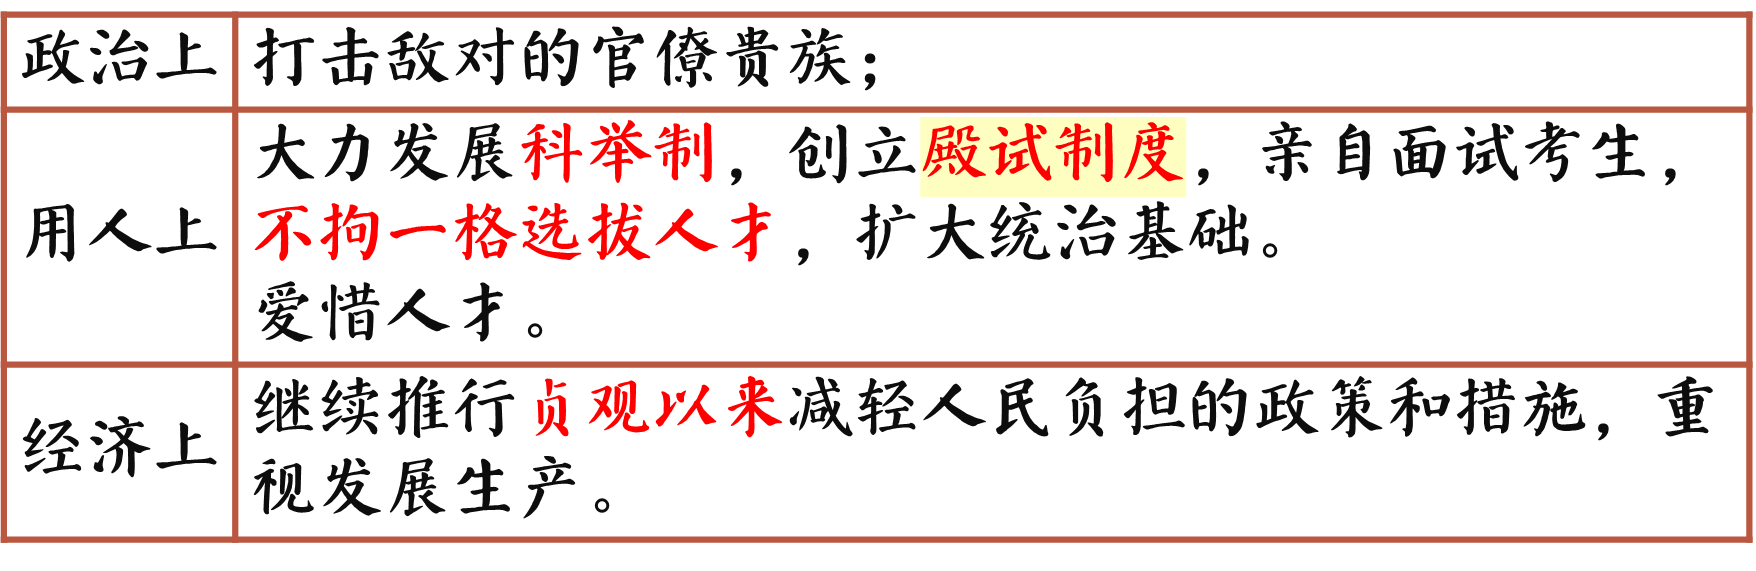 政治上
打击敌对的官僚贵族；
用人上
大力发展科举制，创立殿试制度，亲自面试考生，
不拘一格选拔人才，扩大统治基础。
爱惜人才。
经济上
继续推行贞观以来减轻人民负担的政策和措施，重
视发展生产。